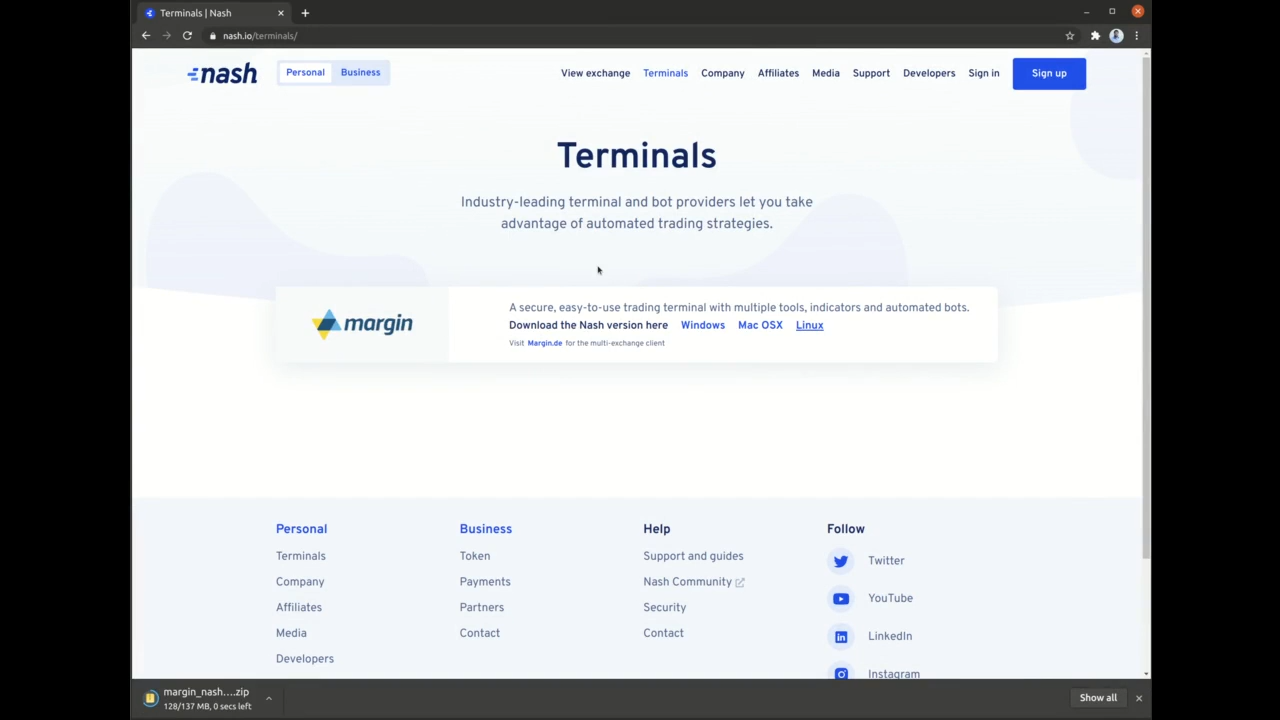 Terminals | Nash
nash.io/terminals/
nash
Personal
Business
View exchange
Terminals
Company
Affiliates
Media
Support
Developers
Sign in
Sign up
Terminals
Industry-leading terminal and bot providers let you take
advantage of automated trading strategies.
margin
A secure, easy-to-use trading terminal with multiple tools, indicators and automated bots.
Download the Nash version here Windows Mac OSX Linux
Visit Margin.de for the multi-exchange client
Personal
Terminals
Company
Affiliates
Media
Developers
Business
Token
Payments
Partners
Contact
Help
Support and guides
Nash Community
Security
Contact
Follow
Twitter
YouTube
LinkedIn
Instagram
margin_nash....zip
128/137 MB, 0 secs left
Show all